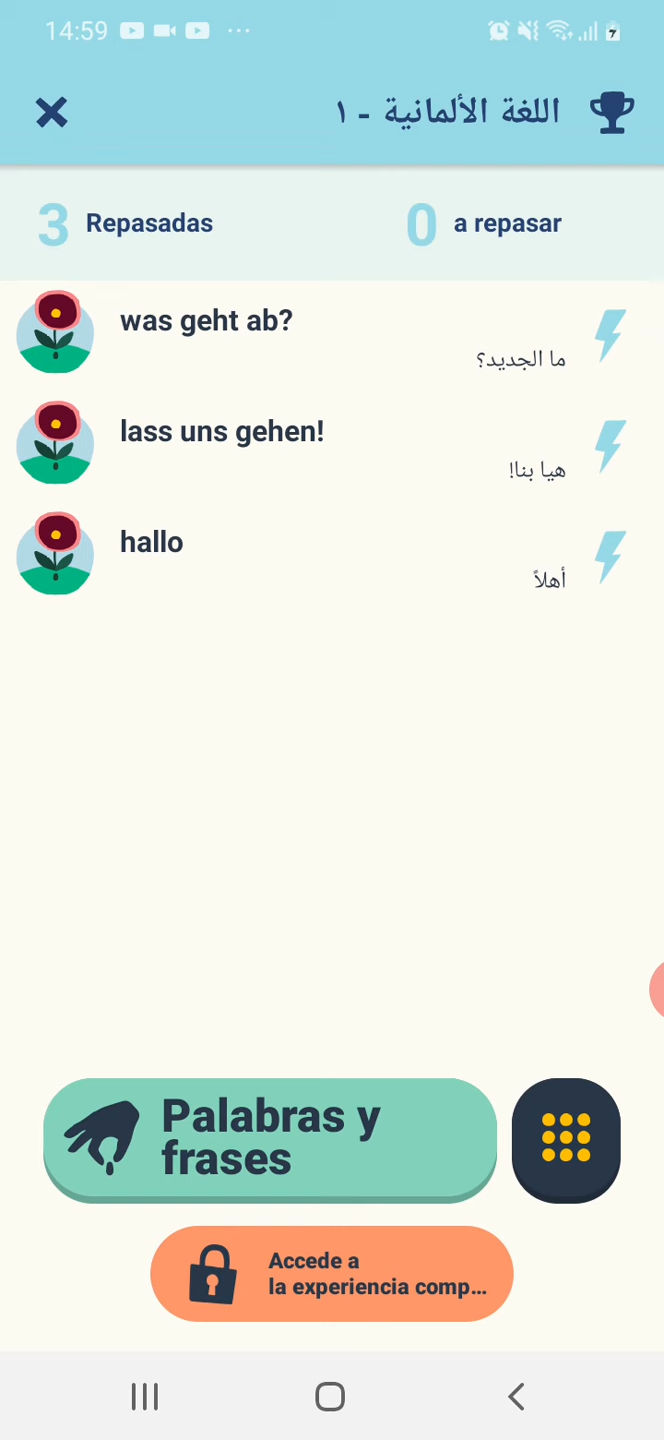 14:59
اللغة الألمانية - ١
3 Repasadas
0 a repasar
was geht ab?
ما الجديد؟
lass uns gehen!
هيا بنا!
hallo
أهلاً
Palabras y
frases
Accede a
la experiencia comp...